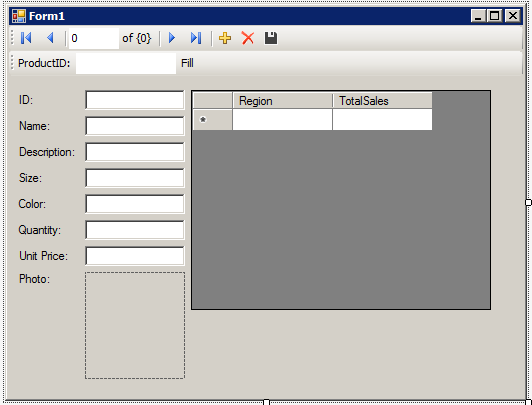 Form1
0 of {0}
ProductID: Fill
ID:
Region TotalSales
*
Name:
Description:
Size:
Color:
Quantity:
Unit Price:
Photo: